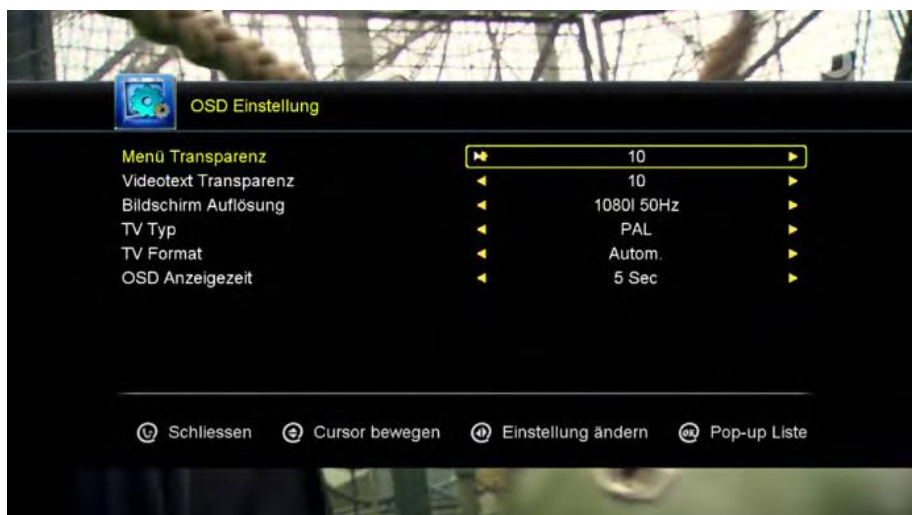 OSD Einstellung
Menü Transparenz 10
Videotext Transparenz 10
Bildschirm Auflösung 1080I 50Hz
TV Typ PAL
TV Format Autom.
OSD Anzeigezeit 5 Sec
Schliessen Cursor bewegen Einstellung ändern OK Pop-up Liste